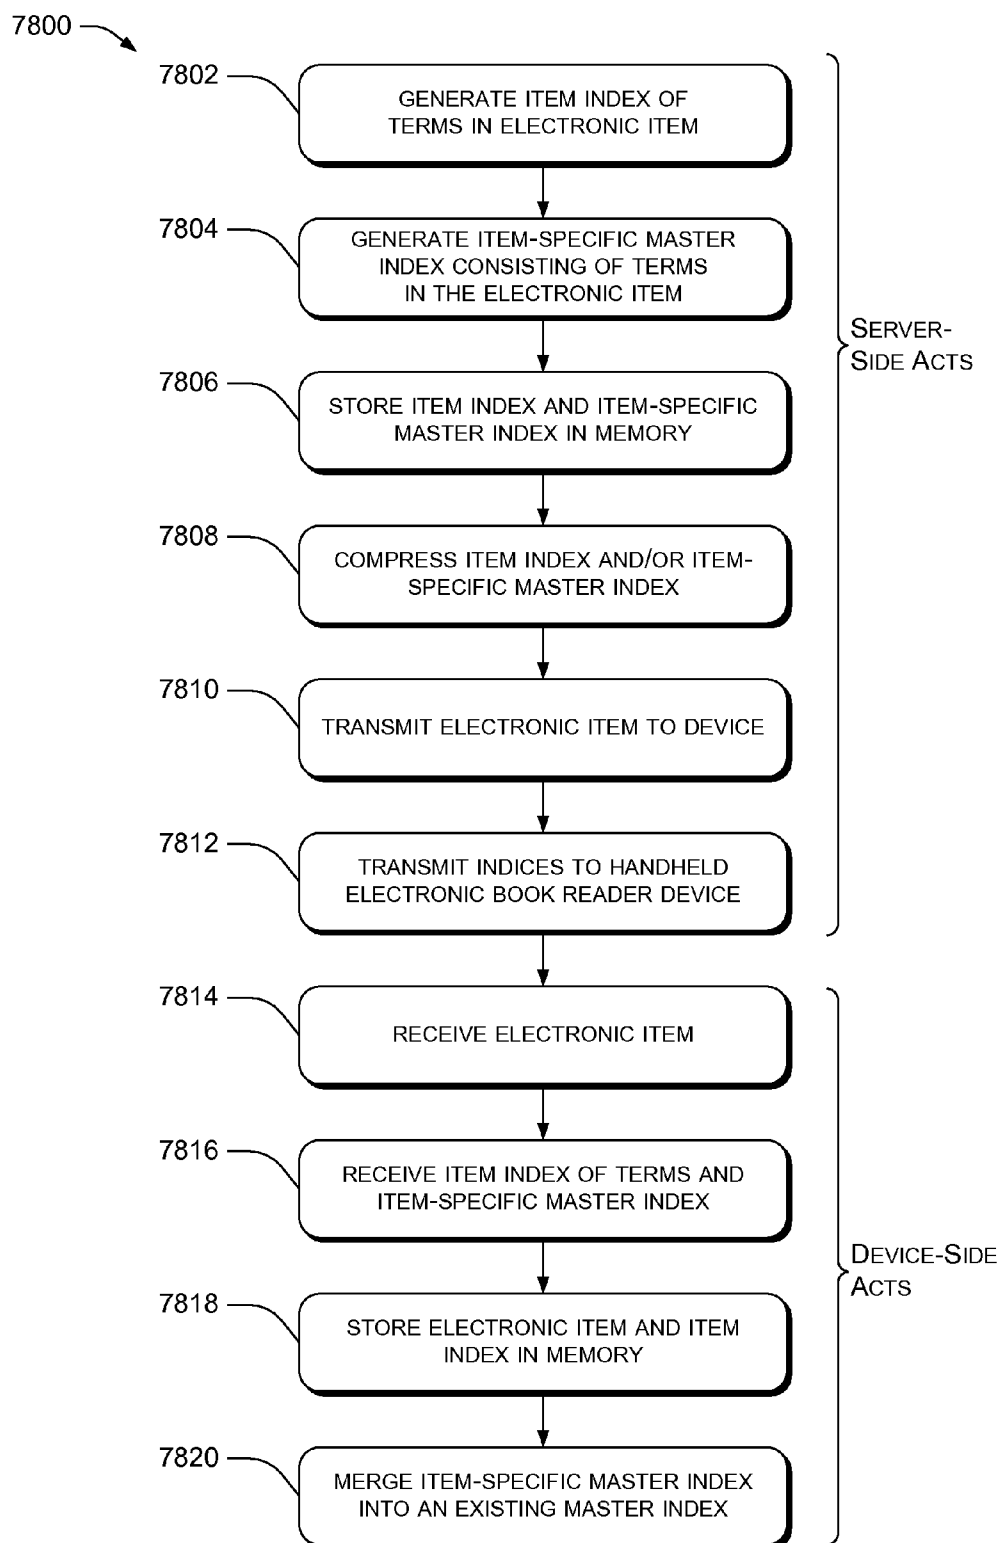 7800
7802
GENERATE ITEM INDEX OF
TERMS IN ELECTRONIC ITEM
7804
GENERATE ITEM-SPECIFIC MASTER
INDEX CONSISTING OF TERMS
IN THE ELECTRONIC ITEM
7806
STORE ITEM INDEX AND ITEM-SPECIFIC
MASTER INDEX IN MEMORY
SERVER-
SIDE ACTS
7808
COMPRESS ITEM INDEX AND/OR ITEM-
SPECIFIC MASTER INDEX
7810
TRANSMIT ELECTRONIC ITEM TO DEVICE
7812
TRANSMIT INDICES TO HANDHELD
ELECTRONIC BOOK READER DEVICE
7814
RECEIVE ELECTRONIC ITEM
7816
RECEIVE ITEM INDEX OF TERMS AND
ITEM-SPECIFIC MASTER INDEX
DEVICE-SIDE
ACTS
7818
STORE ELECTRONIC ITEM AND ITEM
INDEX IN MEMORY
7820
MERGE ITEM-SPECIFIC MASTER INDEX
INTO AN EXISTING MASTER INDEX